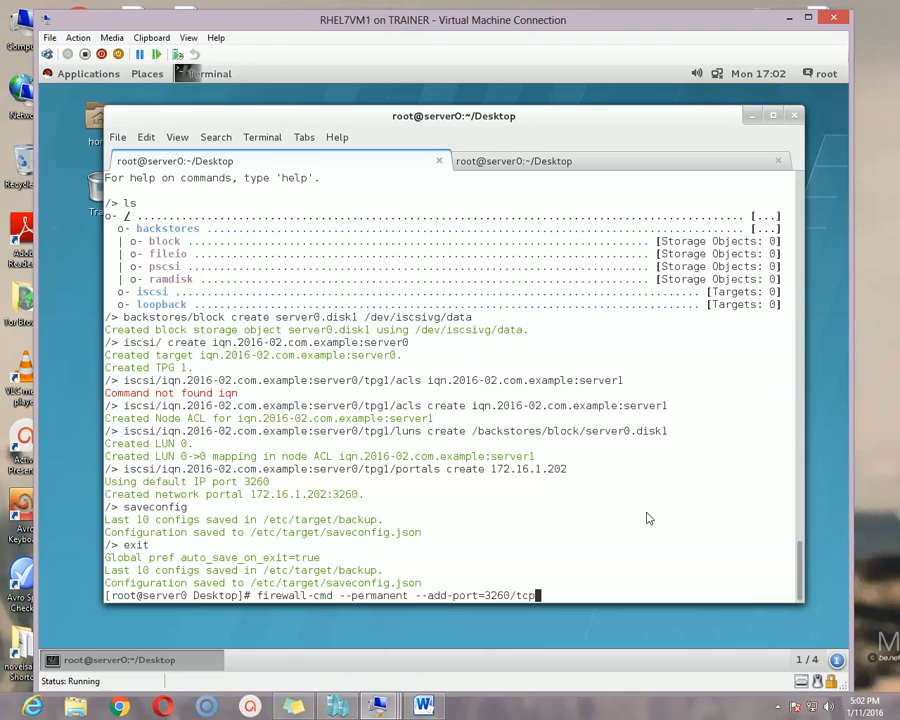 RHEL7VM1 on TRAINER - Virtual Machine Connection
File Action Media Clipboard View Help
Applications Places Terminal Mon 17:02 root
root@server0:~/Desktop
File Edit View Search Terminal Tabs Help
root@server0:~/Desktop root@server0:~/Desktop
For help on commands, type 'help'.
/> ls
o- / ........................................................................................................ [...]
o- backstores ............................................................................................. [...]
| o- block ................................................................................. [Storage Objects: 0]
| o- fileio ................................................................................ [Storage Objects: 0]
| o- pscsi ................................................................................. [Storage Objects: 0]
| o- ramdisk ............................................................................... [Storage Objects: 0]
o- iscsi ........................................................................................... [Targets: 0]
o- loopback ........................................................................................ [Targets: 0]
/> backstores/block create server0.disk1 /dev/iscsivg/data
Created block storage object server0.disk1 using /dev/iscsivg/data.
/> iscsi/ create iqn.2016-02.com.example:server0
Created target iqn.2016-02.com.example:server0.
Created TPG 1.
/> iscsi/iqn.2016-02.com.example:server0/tpg1/acls iqn.2016-02.com.example:server1
Command not found iqn
/> iscsi/iqn.2016-02.com.example:server0/tpg1/acls create iqn.2016-02.com.example:server1
Created Node ACL for iqn.2016-02.com.example:server1
/> iscsi/iqn.2016-02.com.example:server0/tpg1/luns create /backstores/block/server0.disk1
Created LUN 0.
Created LUN 0->0 mapping in node ACL iqn.2016-02.com.example:server1
/> iscsi/iqn.2016-02.com.example:server0/tpg1/portals create 172.16.1.202
Using default IP port 3260
Created network portal 172.16.1.202:3260.
/> saveconfig
Last 10 configs saved in /etc/target/backup.
Configuration saved to /etc/target/saveconfig.json
/> exit
Global pref auto_save_on_exit=true
Last 10 configs saved in /etc/target/backup.
Configuration saved to /etc/target/saveconfig.json
[root@server0 Desktop]# firewall-cmd --permanent --add-port=3260/tcp
root@server0:~/Desktop 1 / 4
Status: Running
5:02 PM
1/11/2016